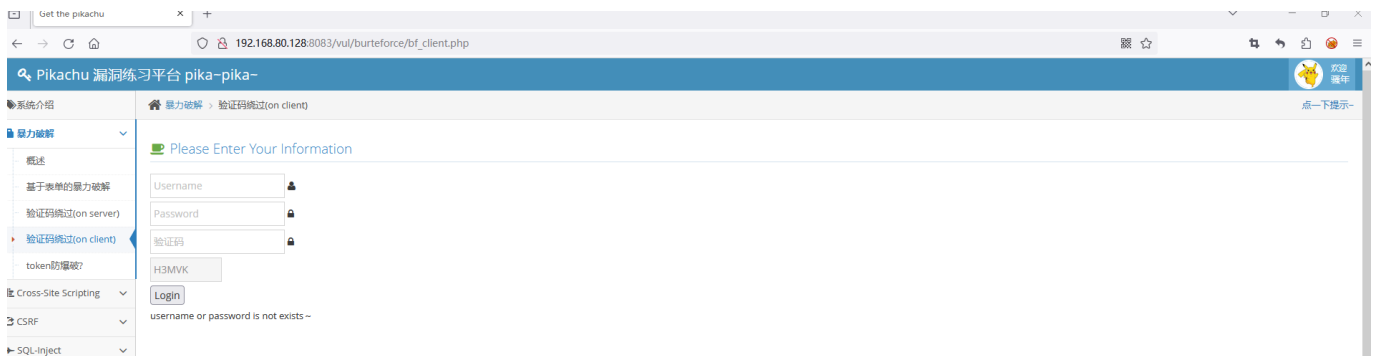 Get the pikachu
192.168.80.128:8083/vul/burteforce/bf_client.php
Pikachu 漏洞练习平台 pika~pika~
欢迎
骚年
系统介绍
暴力破解 > 验证码绕过(on client)
点一下提示~
暴力破解
概述
基于表单的暴力破解
验证码绕过(on server)
验证码绕过(on client)
token防爆破?
Cross-Site Scripting
CSRF
SQL-Inject
Please Enter Your Information
Username
Password
验证码
H3MVK
Login
username or password is not exists～